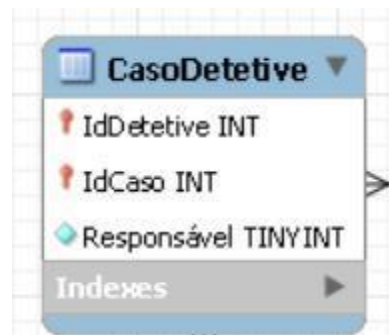 CasoDetetive
IdDetetive INT
IdCaso INT
Responsável TINYINT
Indexes